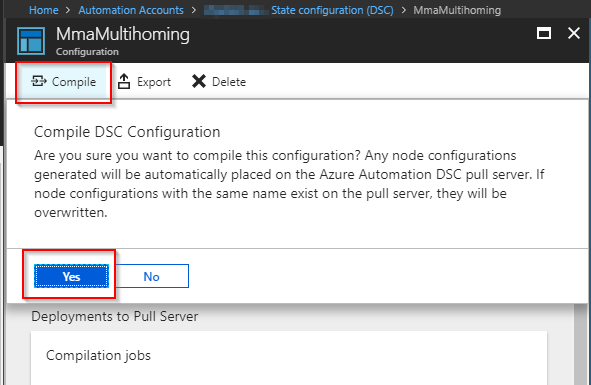 Home > Automation Accounts > State configuration (DSC) > MmaMultihoming
MmaMultihoming
Configuration
Compile Export Delete
Compile DSC Configuration
Are you sure you want to compile this configuration? Any node configurations
generated will be automatically placed on the Azure Automation DSC pull server. If
node configurations with the same name exist on the pull server, they will be
overwritten.
Yes No
Deployments to Pull Server
Compilation jobs